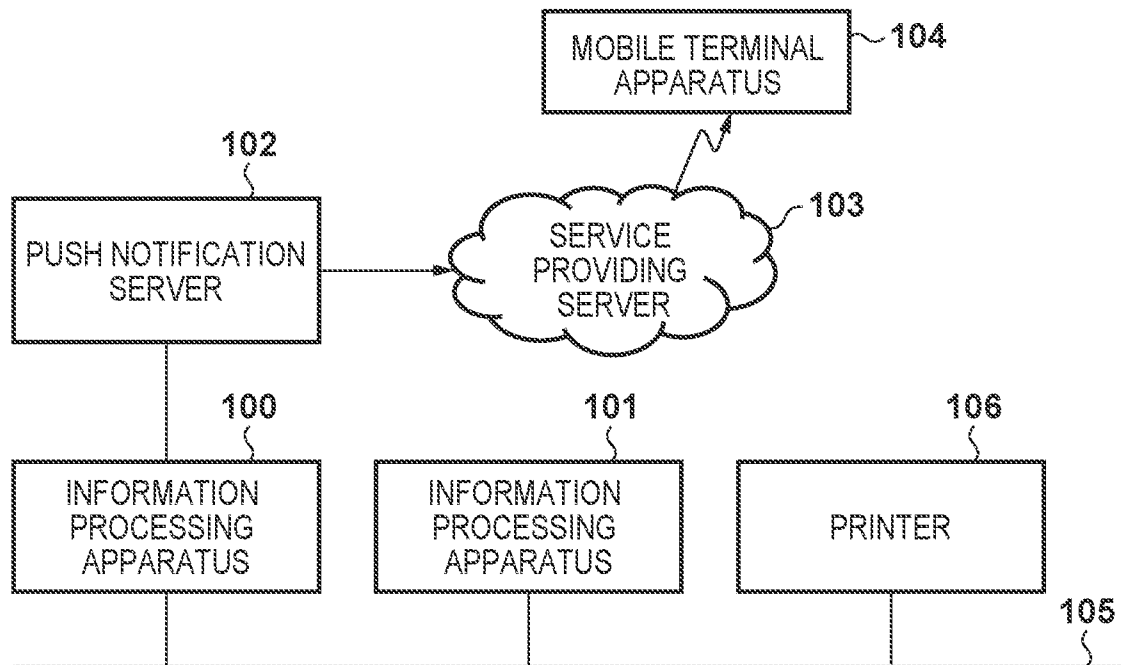 MOBILE TERMINAL
APPARATUS
104
102
PUSH NOTIFICATION
SERVER
SERVICE
PROVIDING
SERVER
103
100
INFORMATION
PROCESSING
APPARATUS
101
INFORMATION
PROCESSING
APPARATUS
106
PRINTER
105